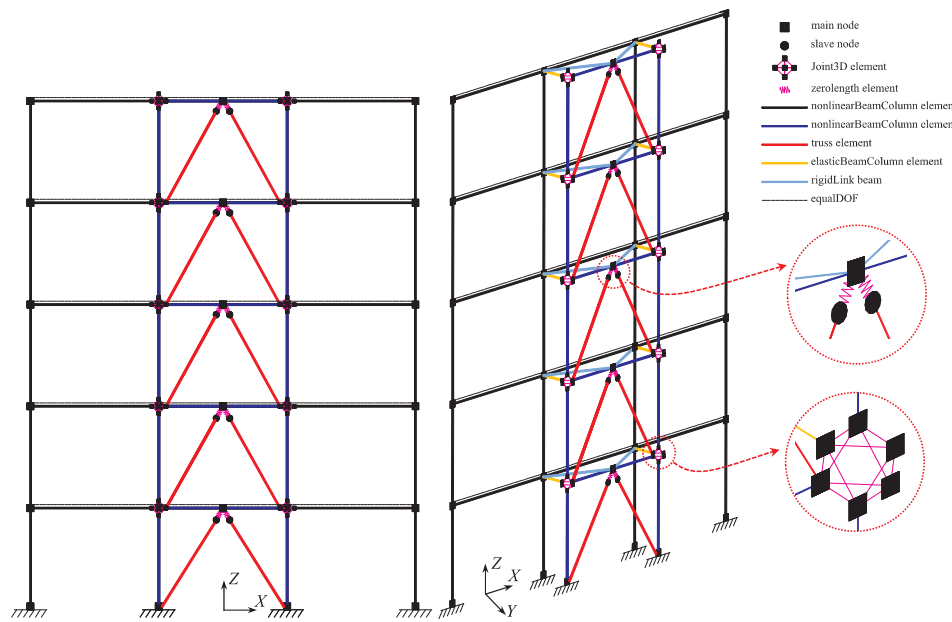 main node
slave node
Joint3D element
zerolength element
nonlinearBeamColumn element
nonlinearBeamColumn element
truss element
elasticBeamColumn element
rigidLink beam
equalDOF
Z
X
Z
X
Y